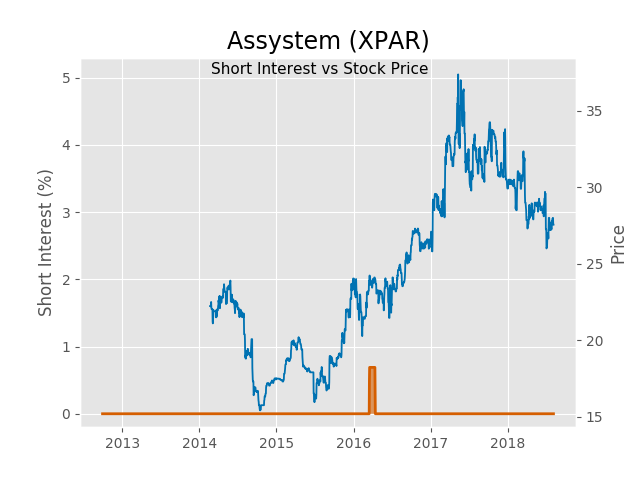 Assystem (XPAR)
Short Interest vs Stock Price
Short Interest (%)
5
4
3
2
1
0
35
30
25
20
15
Price
2013 2014 2015 2016 2017 2018